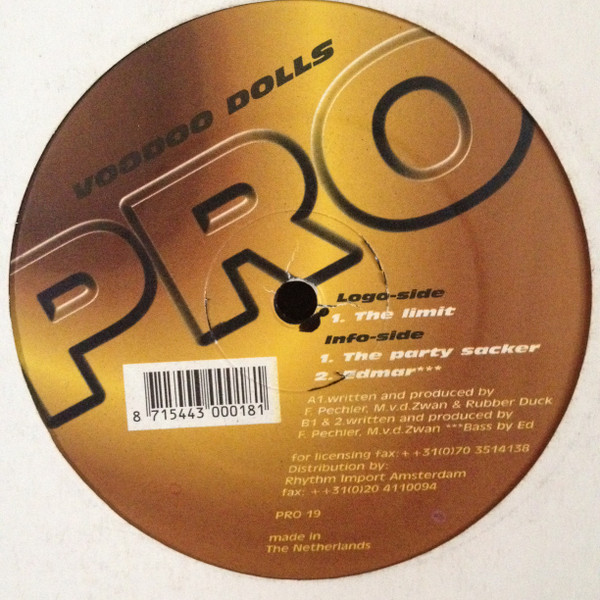 VOODOO DOLLS
PRO
Logo-side
1. The limit
Info-side
1. The party sacker
2. Edmar***
A1.written and produced by
F. Pechler, M.v.d.Zwan & Rubber Duck
B1 & 2.written and produced by
F. Pechler, M.v.d.Zwan ***Bass by Ed
for licensing fax: ++31(0)70 3514138
Distribution by:
Rhythm Import Amsterdam
fax: ++31(0)20 4110094
PRO 19
made in
The Netherlands
8 715443 000181